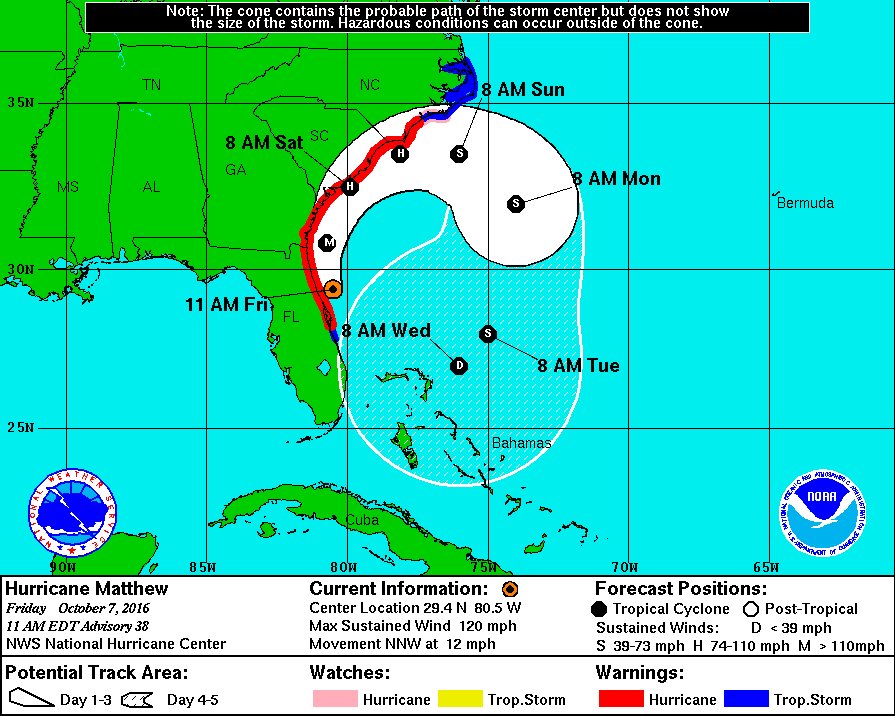 Note: The cone contains the probable path of the storm center but does not show
the size of the storm. Hazardous conditions can occur outside of the cone.
TN
NC
35N
8 AM Sun
8 AM Sat
SC
H
S
GA
MS
AL
H
8 AM Mon
S
Bermuda
M
30N
11 AM Fri
FL
8 AM Wed
S
D
8 AM Tue
25N
Bahamas
NATIONAL WEATHER SERVICE
NOAA
NATIONAL OCEANIC AND ATMOSPHERIC ADMINISTRATION
U.S. DEPARTMENT OF COMMERCE
Cuba
90W 85W 80W 75W 70W 65W
Hurricane Matthew
Friday October 7, 2016
11 AM EDT Advisory 38
NWS National Hurricane Center
Current Information:
Center Location 29.4 N 80.5 W
Max Sustained Wind 120 mph
Movement NNW at 12 mph
Forecast Positions:
Tropical Cyclone Post-Tropical
Sustained Winds: D < 39 mph
S 39-73 mph H 74-110 mph M > 110mph
Potential Track Area:
Day 1-3 Day 4-5
Watches:
Hurricane Trop.Storm
Warnings:
Hurricane Trop.Storm